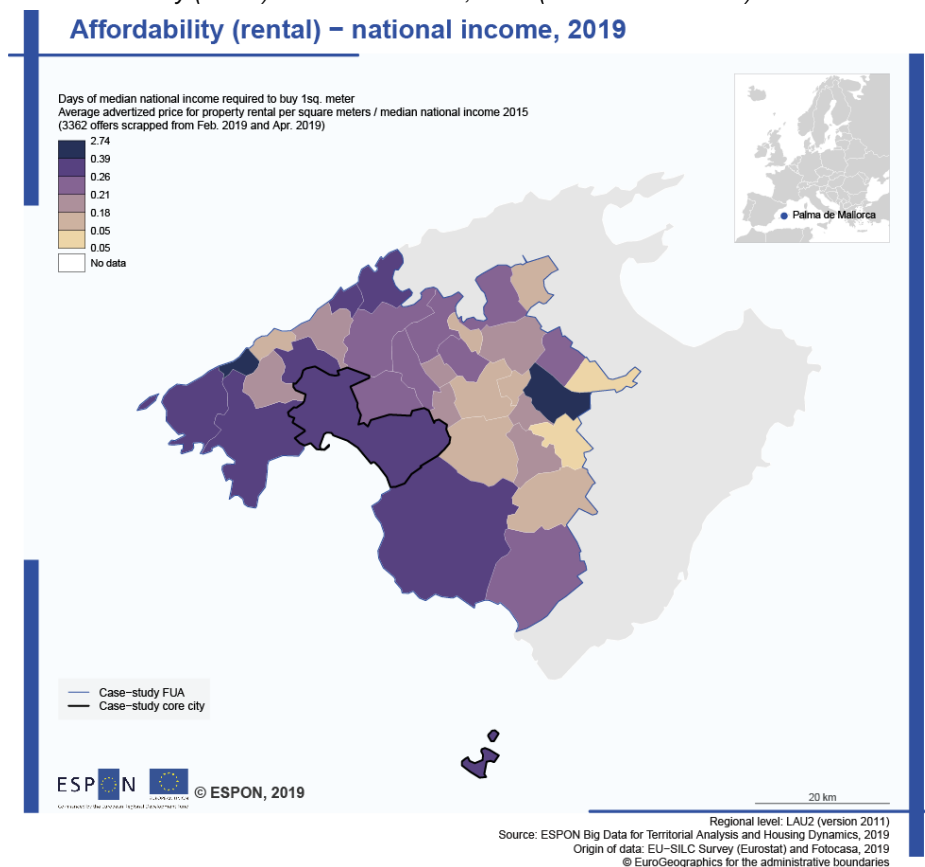 Affordability (rental) − national income, 2019
Days of median national income required to buy 1sq. meter
Average advertized price for property rental per square meters / median national income 2015
(3362 offers scrapped from Feb. 2019 and Apr. 2019)
2.74
0.39
0.26
0.21
0.18
0.05
0.05
No data
Palma de Mallorca
Case−study FUA
Case−study core city
ESPON
© ESPON, 2019
20 km
Regional level: LAU2 (version 2011)
Source: ESPON Big Data for Territorial Analysis and Housing Dynamics, 2019
Origin of data: EU−SILC Survey (Eurostat) and Fotocasa, 2019
© EuroGeographics for the administrative boundaries